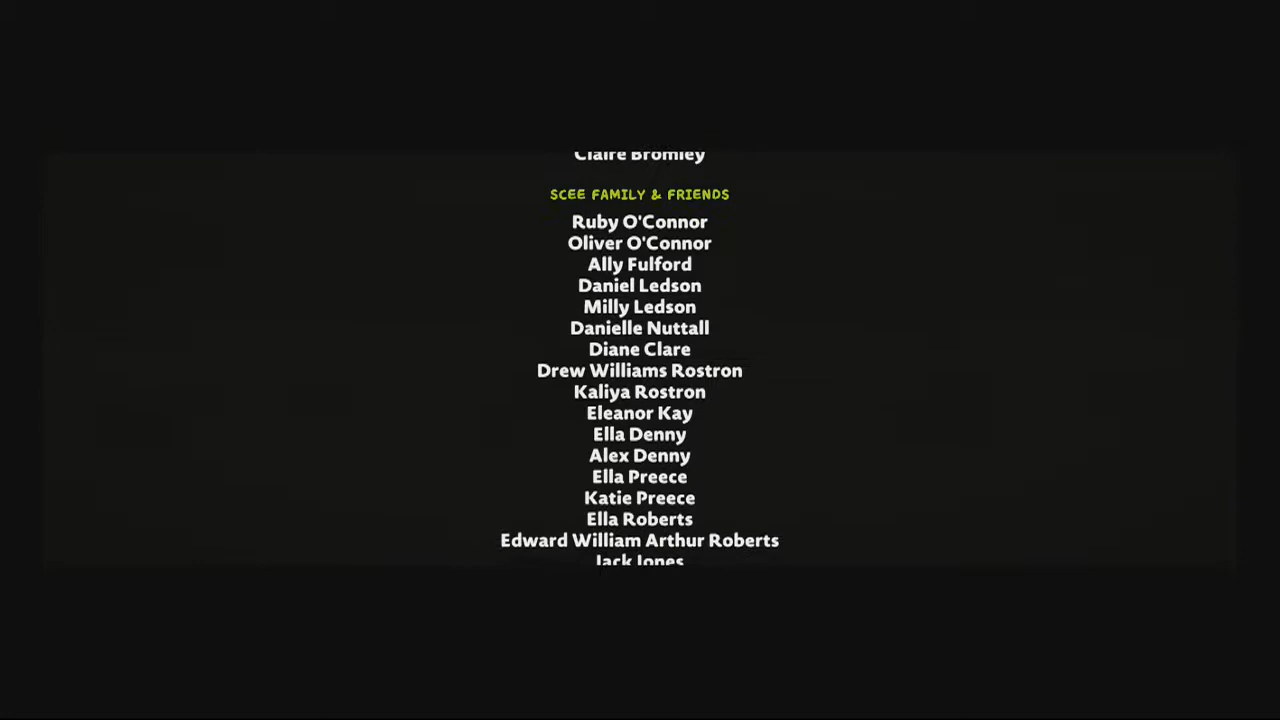 Claire Bromley
SCEE FAMILY & FRIENDS
Ruby O'Connor
Oliver O'Connor
Ally Fulford
Daniel Ledson
Milly Ledson
Danielle Nuttall
Diane Clare
Drew Williams Rostron
Kaliya Rostron
Eleanor Kay
Ella Denny
Alex Denny
Ella Preece
Katie Preece
Ella Roberts
Edward William Arthur Roberts
Jack Jones